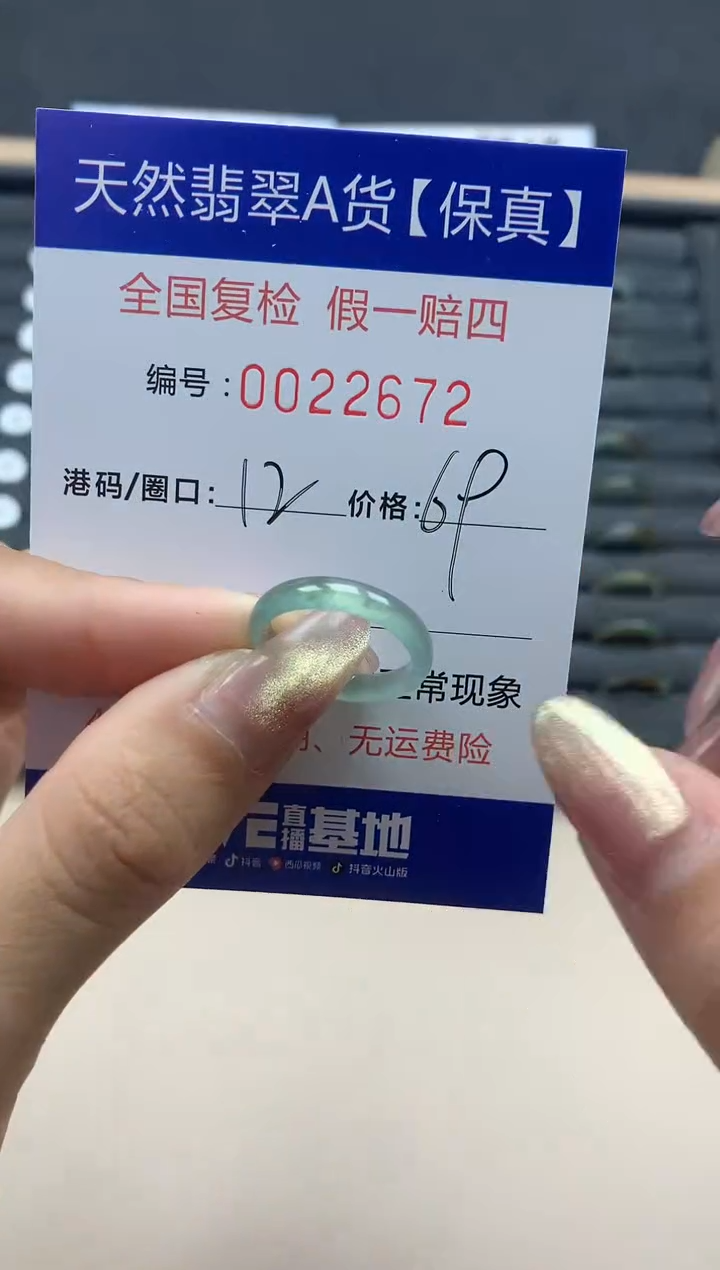 天然翡翠A货【保真】
全国复检 假一赔四
编号:0022672
港码/圈口:12 价格:69
常现象
、无运费险
E直播基地
抖音 西瓜视频 抖音火山版